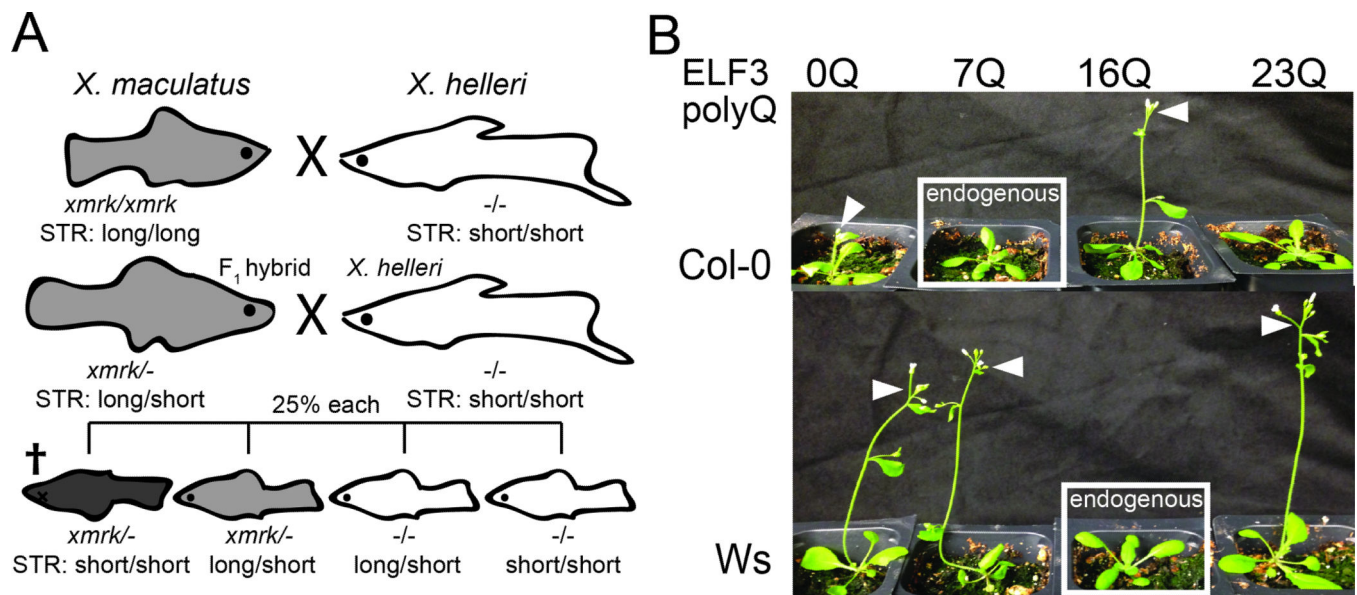 A
X. maculatus
X. helleri
X
xmrk/xmrk
STR: long/long
-/-
STR: short/short
F1 hybrid
X. helleri
X
xmrk/-
STR: long/short
-/-
STR: short/short
25% each
†
xmrk/-
STR: short/short
xmrk/-
long/short
-/-
long/short
-/-
short/short
B
ELF3
polyQ
0Q
7Q
16Q
23Q
endogenous
Col-0
endogenous
Ws